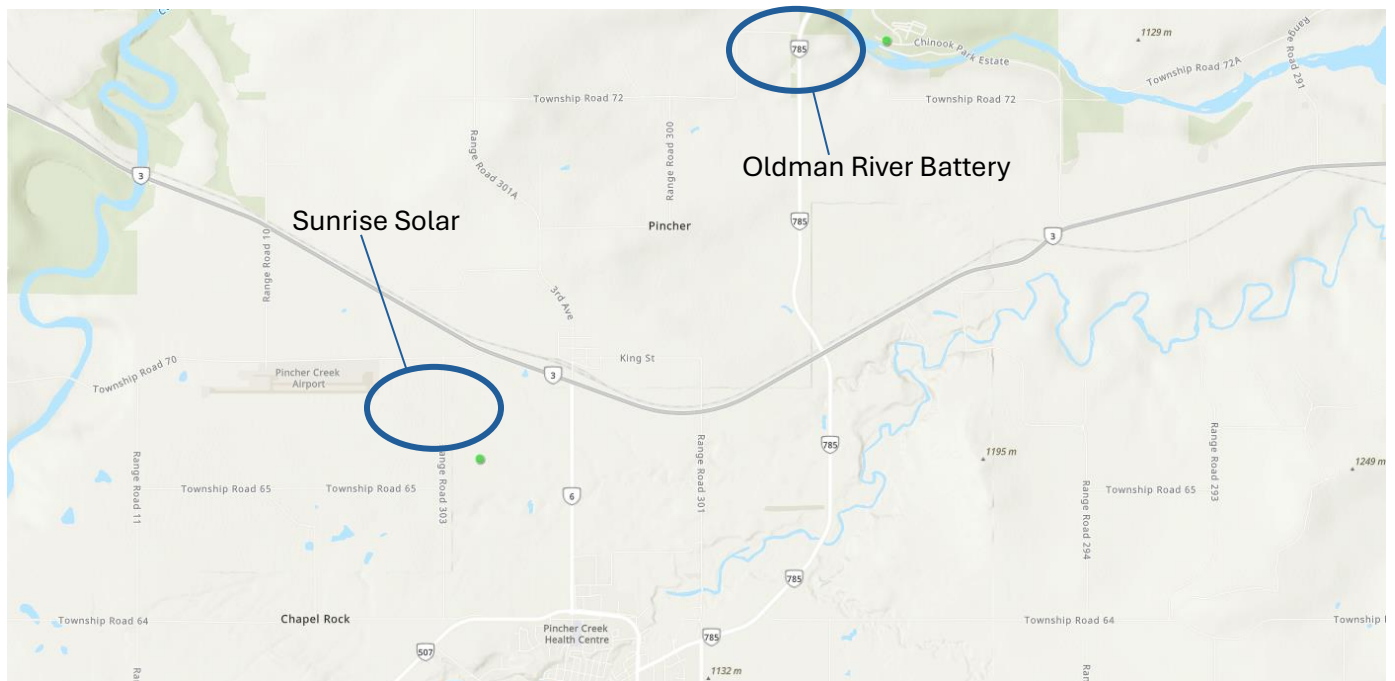 785
Chinook Park Estate
1129 m
Range Road 291
Range
Township Road 72A
Township Road 72
Township Road 72
Range Road 301A
Range Road 300
Oldman River Battery
3
Sunrise Solar
Pincher
785
3
Range Road 10
3rd Ave
Township Road 70
Pincher Creek
Airport
King St
3
Range Road 11
Range Road 303
Range Road 301
785
1195 m
1249 m
Range Road 293
Township Road 65
Township Road 65
6
Township Road 65
Range Road 294
785
Township Road 64
Chapel Rock
Pincher Creek
Health Centre
785
Township Road 64
Township
507
1132 m